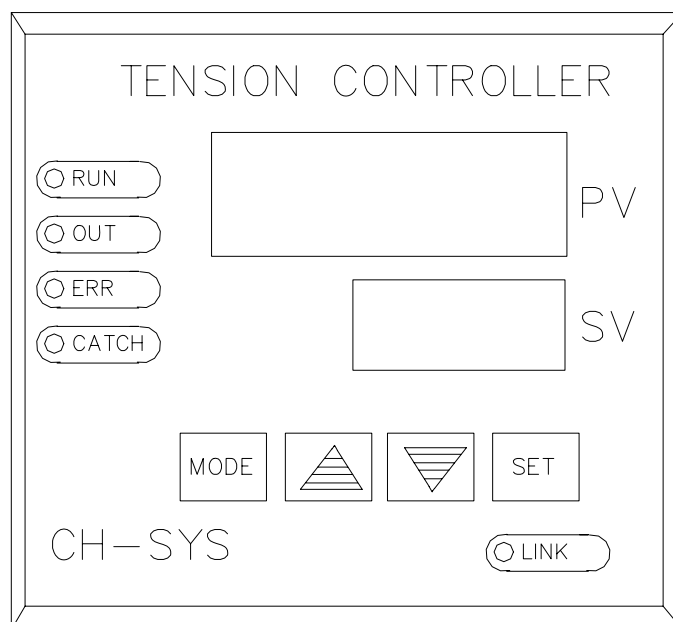 TENSION CONTROLLER
RUN
PV
OUT
ERR
SV
CATCH
MODE
SET
CH-SYS
LINK